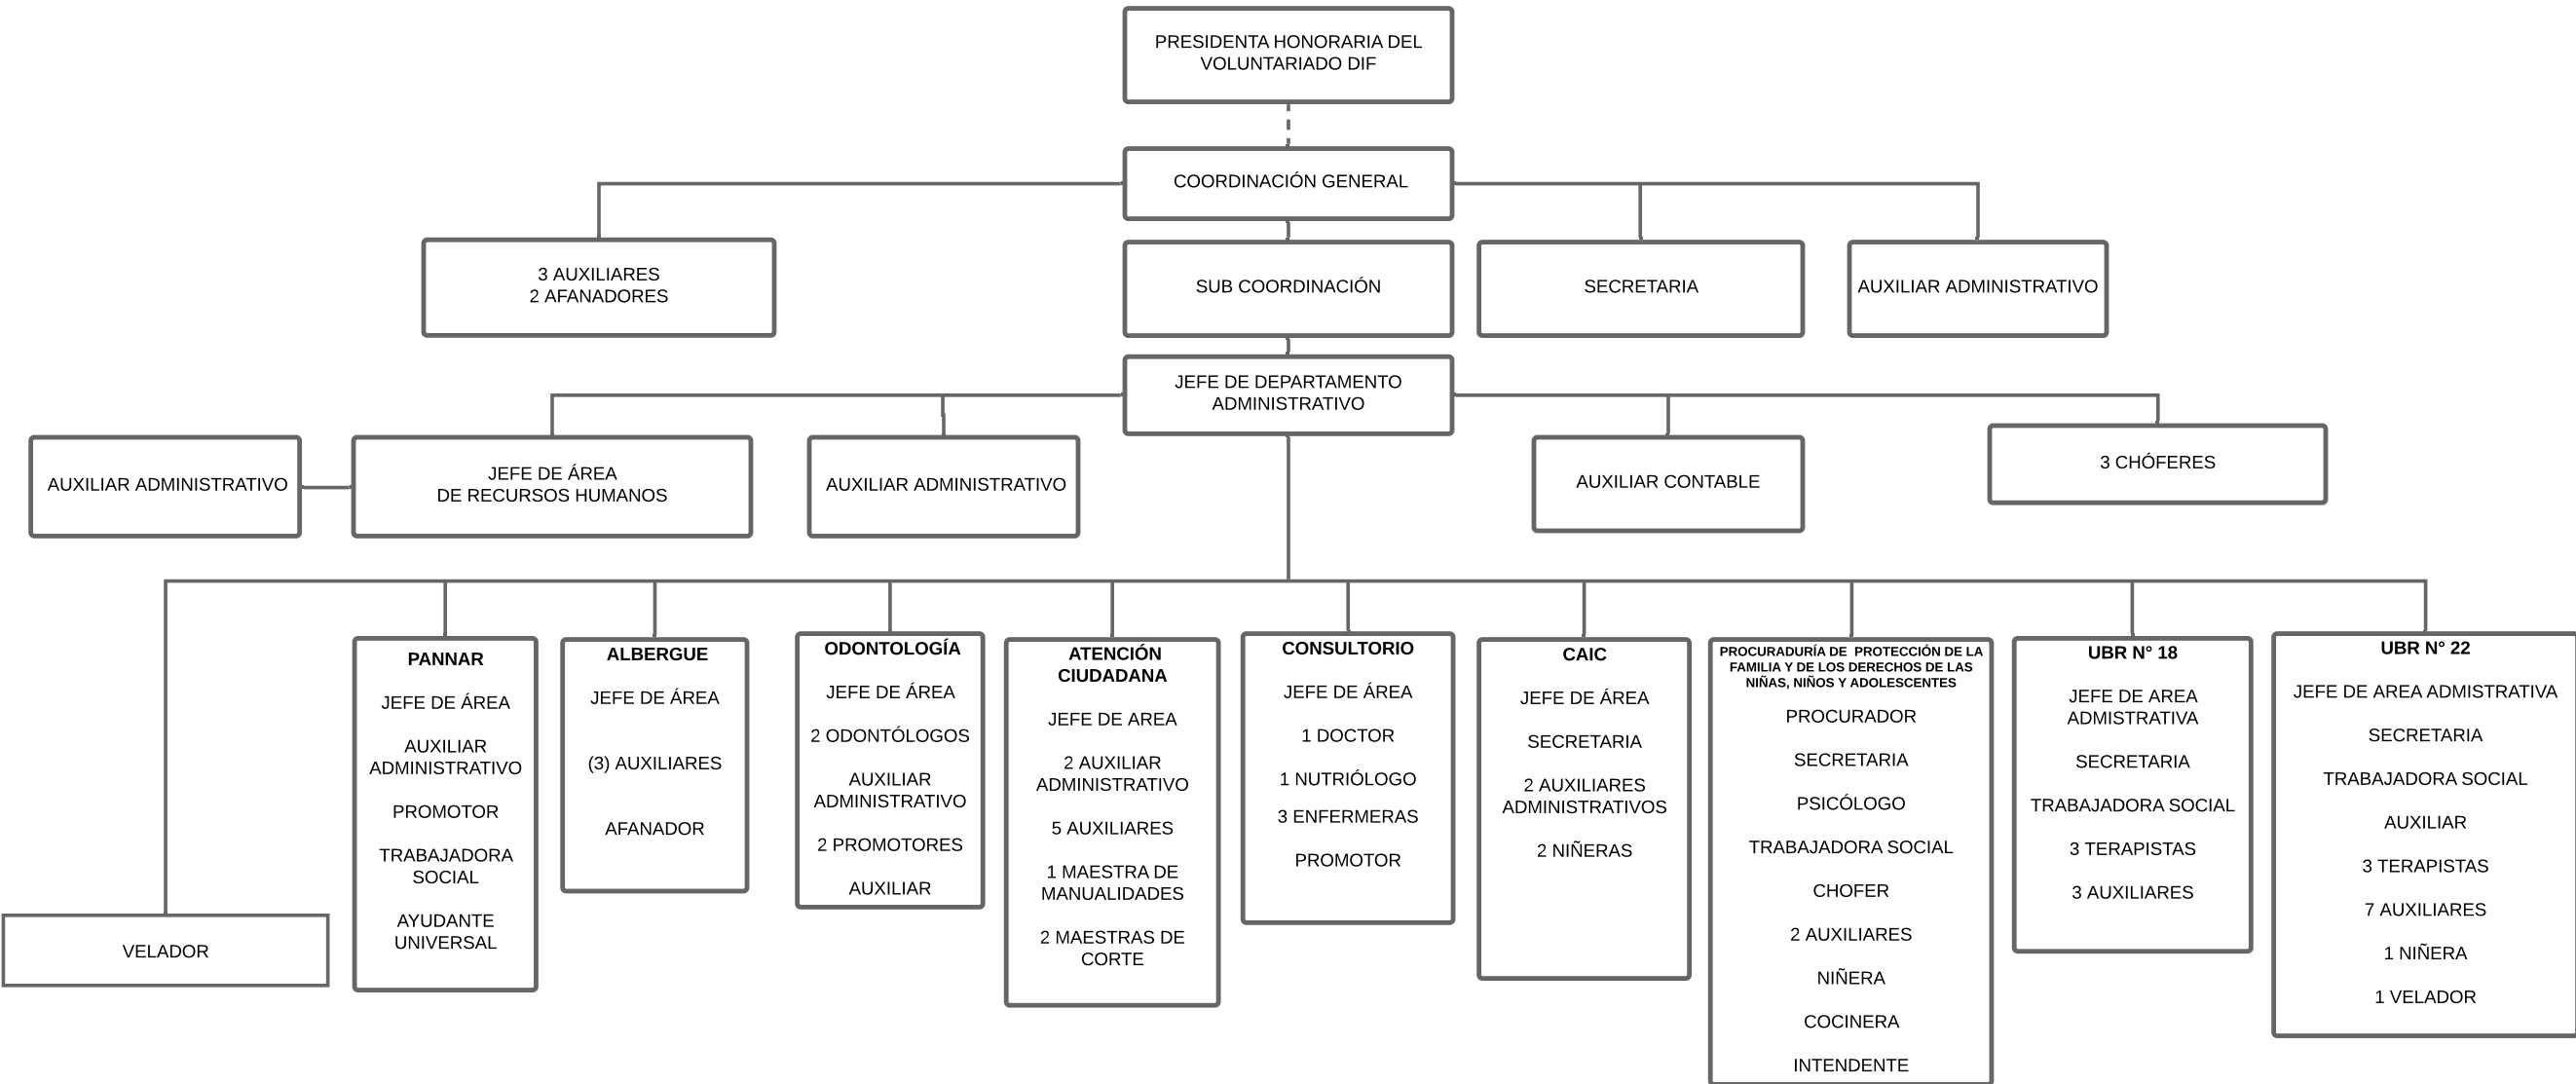 PRESIDENTA HONORARIA DEL
VOLUNTARIADO DIF
COORDINACIÓN GENERAL
3 AUXILIARES
2 AFANADORES
SUB COORDINACIÓN
SECRETARIA
AUXILIAR ADMINISTRATIVO
JEFE DE DEPARTAMENTO
ADMINISTRATIVO
AUXILIAR ADMINISTRATIVO
JEFE DE ÁREA
DE RECURSOS HUMANOS
AUXILIAR ADMINISTRATIVO
AUXILIAR CONTABLE
3 CHÓFERES
VELADOR
PANNAR
JEFE DE ÁREA
AUXILIAR
ADMINISTRATIVO
PROMOTOR
TRABAJADORA
SOCIAL
AYUDANTE
UNIVERSAL
ALBERGUE
JEFE DE ÁREA
(3) AUXILIARES
AFANADOR
ODONTOLOGÍA
JEFE DE ÁREA
2 ODONTÓLOGOS
AUXILIAR
ADMINISTRATIVO
2 PROMOTORES
AUXILIAR
ATENCIÓN
CIUDADANA
JEFE DE AREA
2 AUXILIAR
ADMINISTRATIVO
5 AUXILIARES
1 MAESTRA DE
MANUALIDADES
2 MAESTRAS DE
CORTE
CONSULTORIO
JEFE DE ÁREA
1 DOCTOR
1 NUTRIÓLOGO
3 ENFERMERAS
PROMOTOR
CAIC
JEFE DE ÁREA
SECRETARIA
2 AUXILIARES
ADMINISTRATIVOS
2 NIÑERAS
PROCURADURÍA DE PROTECCIÓN DE LA
FAMILIA Y DE LOS DERECHOS DE LAS
NIÑAS, NIÑOS Y ADOLESCENTES
PROCURADOR
SECRETARIA
PSICÓLOGO
TRABAJADORA SOCIAL
CHOFER
2 AUXILIARES
NIÑERA
COCINERA
INTENDENTE
UBR N° 18
JEFE DE AREA
ADMISTRATIVA
SECRETARIA
TRABAJADORA SOCIAL
3 TERAPISTAS
3 AUXILIARES
UBR N° 22
JEFE DE AREA ADMISTRATIVA
SECRETARIA
TRABAJADORA SOCIAL
AUXILIAR
3 TERAPISTAS
7 AUXILIARES
1 NIÑERA
1 VELADOR